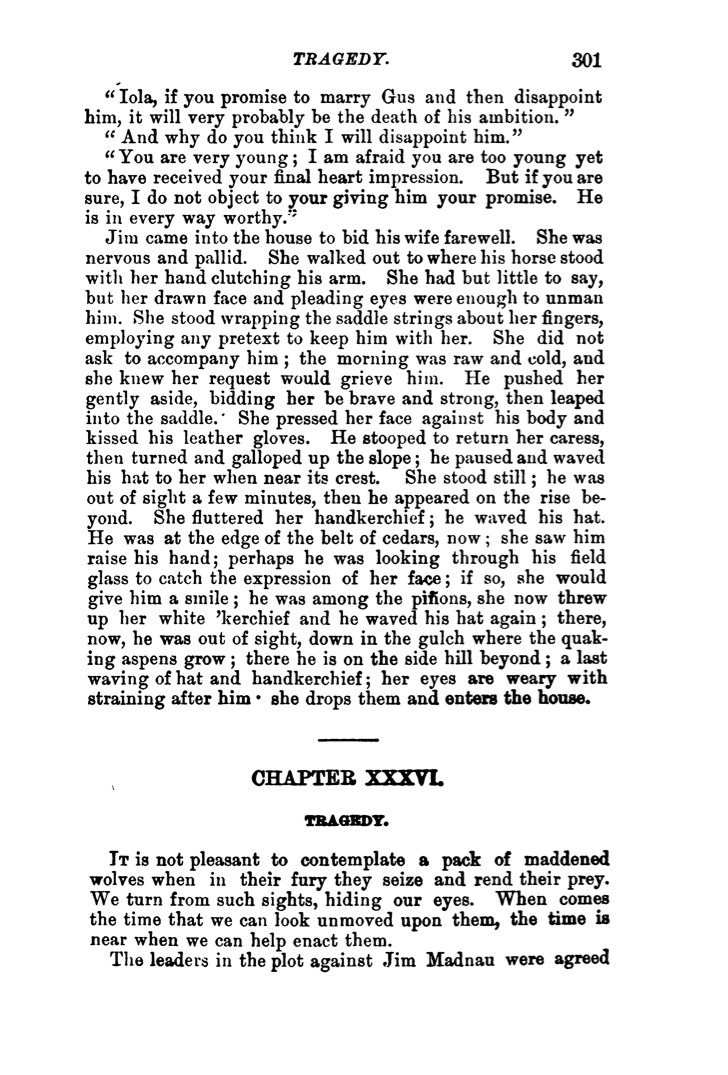 TRAGEDY. 301
“Iola, if you promise to marry Gus and then disappoint
him, it will very probably be the death of his ambition.”
“And why do you think I will disappoint him.”
“You are very young; I am afraid you are too young yet
to have received your final heart impression. But if you are
sure, I do not object to your giving him your promise. He
is in every way worthy.”
Jim came into the house to bid his wife farewell. She was
nervous and pallid. She walked out to where his horse stood
with her hand clutching his arm. She had but little to say,
but her drawn face and pleading eyes were enough to unman
him. She stood wrapping the saddle strings about her fingers,
employing any pretext to keep him with her. She did not
ask to accompany him; the morning was raw and cold, and
she knew her request would grieve him. He pushed her
gently aside, bidding her be brave and strong, then leaped
into the saddle. She pressed her face against his body and
kissed his leather gloves. He stooped to return her caress,
then turned and galloped up the slope; he paused and waved
his hat to her when near its crest. She stood still; he was
out of sight a few minutes, then he appeared on the rise be-
yond. She fluttered her handkerchief; he waved his hat.
He was at the edge of the belt of cedars, now; she saw him
raise his hand; perhaps he was looking through his field
glass to catch the expression of her face; if so, she would
give him a smile; he was among the piñons, she now threw
up her white ’kerchief and he waved his hat again; there,
now, he was out of sight, down in the gulch where the quak-
ing aspens grow; there he is on the side hill beyond; a last
waving of hat and handkerchief; her eyes are weary with
straining after him · she drops them and enters the house.
CHAPTER XXXVI.
TRAGEDY.
IT is not pleasant to contemplate a pack of maddened
wolves when in their fury they seize and rend their prey.
We turn from such sights, hiding our eyes. When comes
the time that we can look unmoved upon them, the time is
near when we can help enact them.
The leaders in the plot against Jim Madnau were agreed